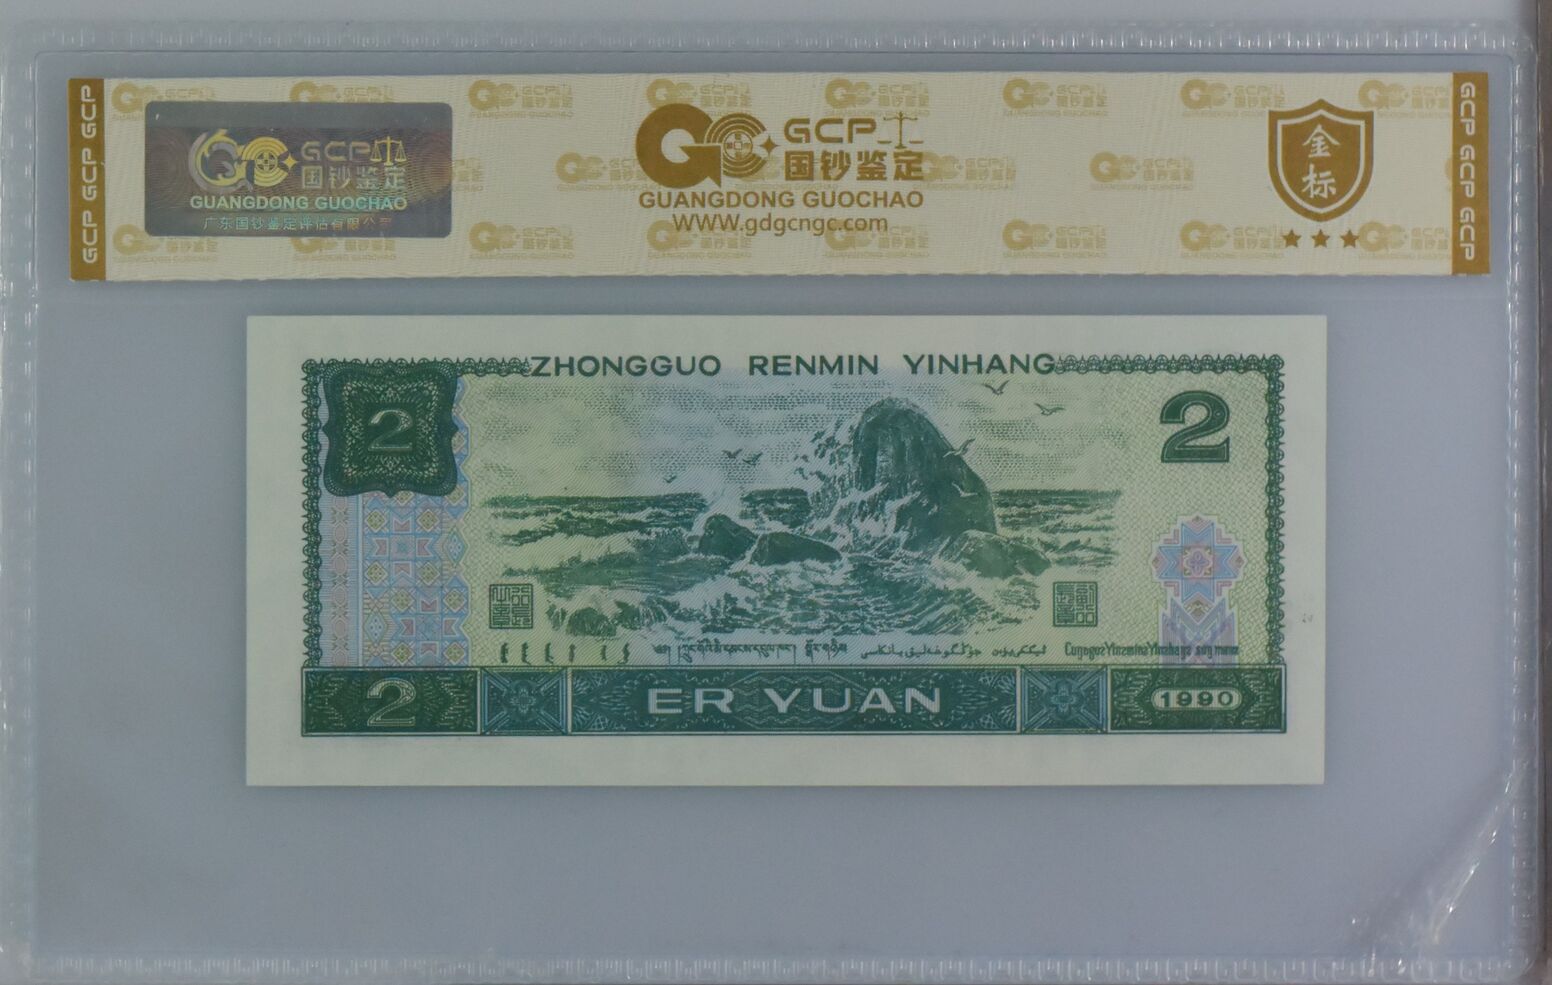 GCP GCP GCP
GCP 国钞鉴定
GUANGDONG GUOCHAO
广东国钞鉴定评估有限公司
GCP
国钞鉴定
GUANGDONG GUOCHAO
WWW.gdgcngc.com
金标
GCP GCP GCP
ZHONGGUO RENMIN YINHANG
2
2
2
ER YUAN
1990